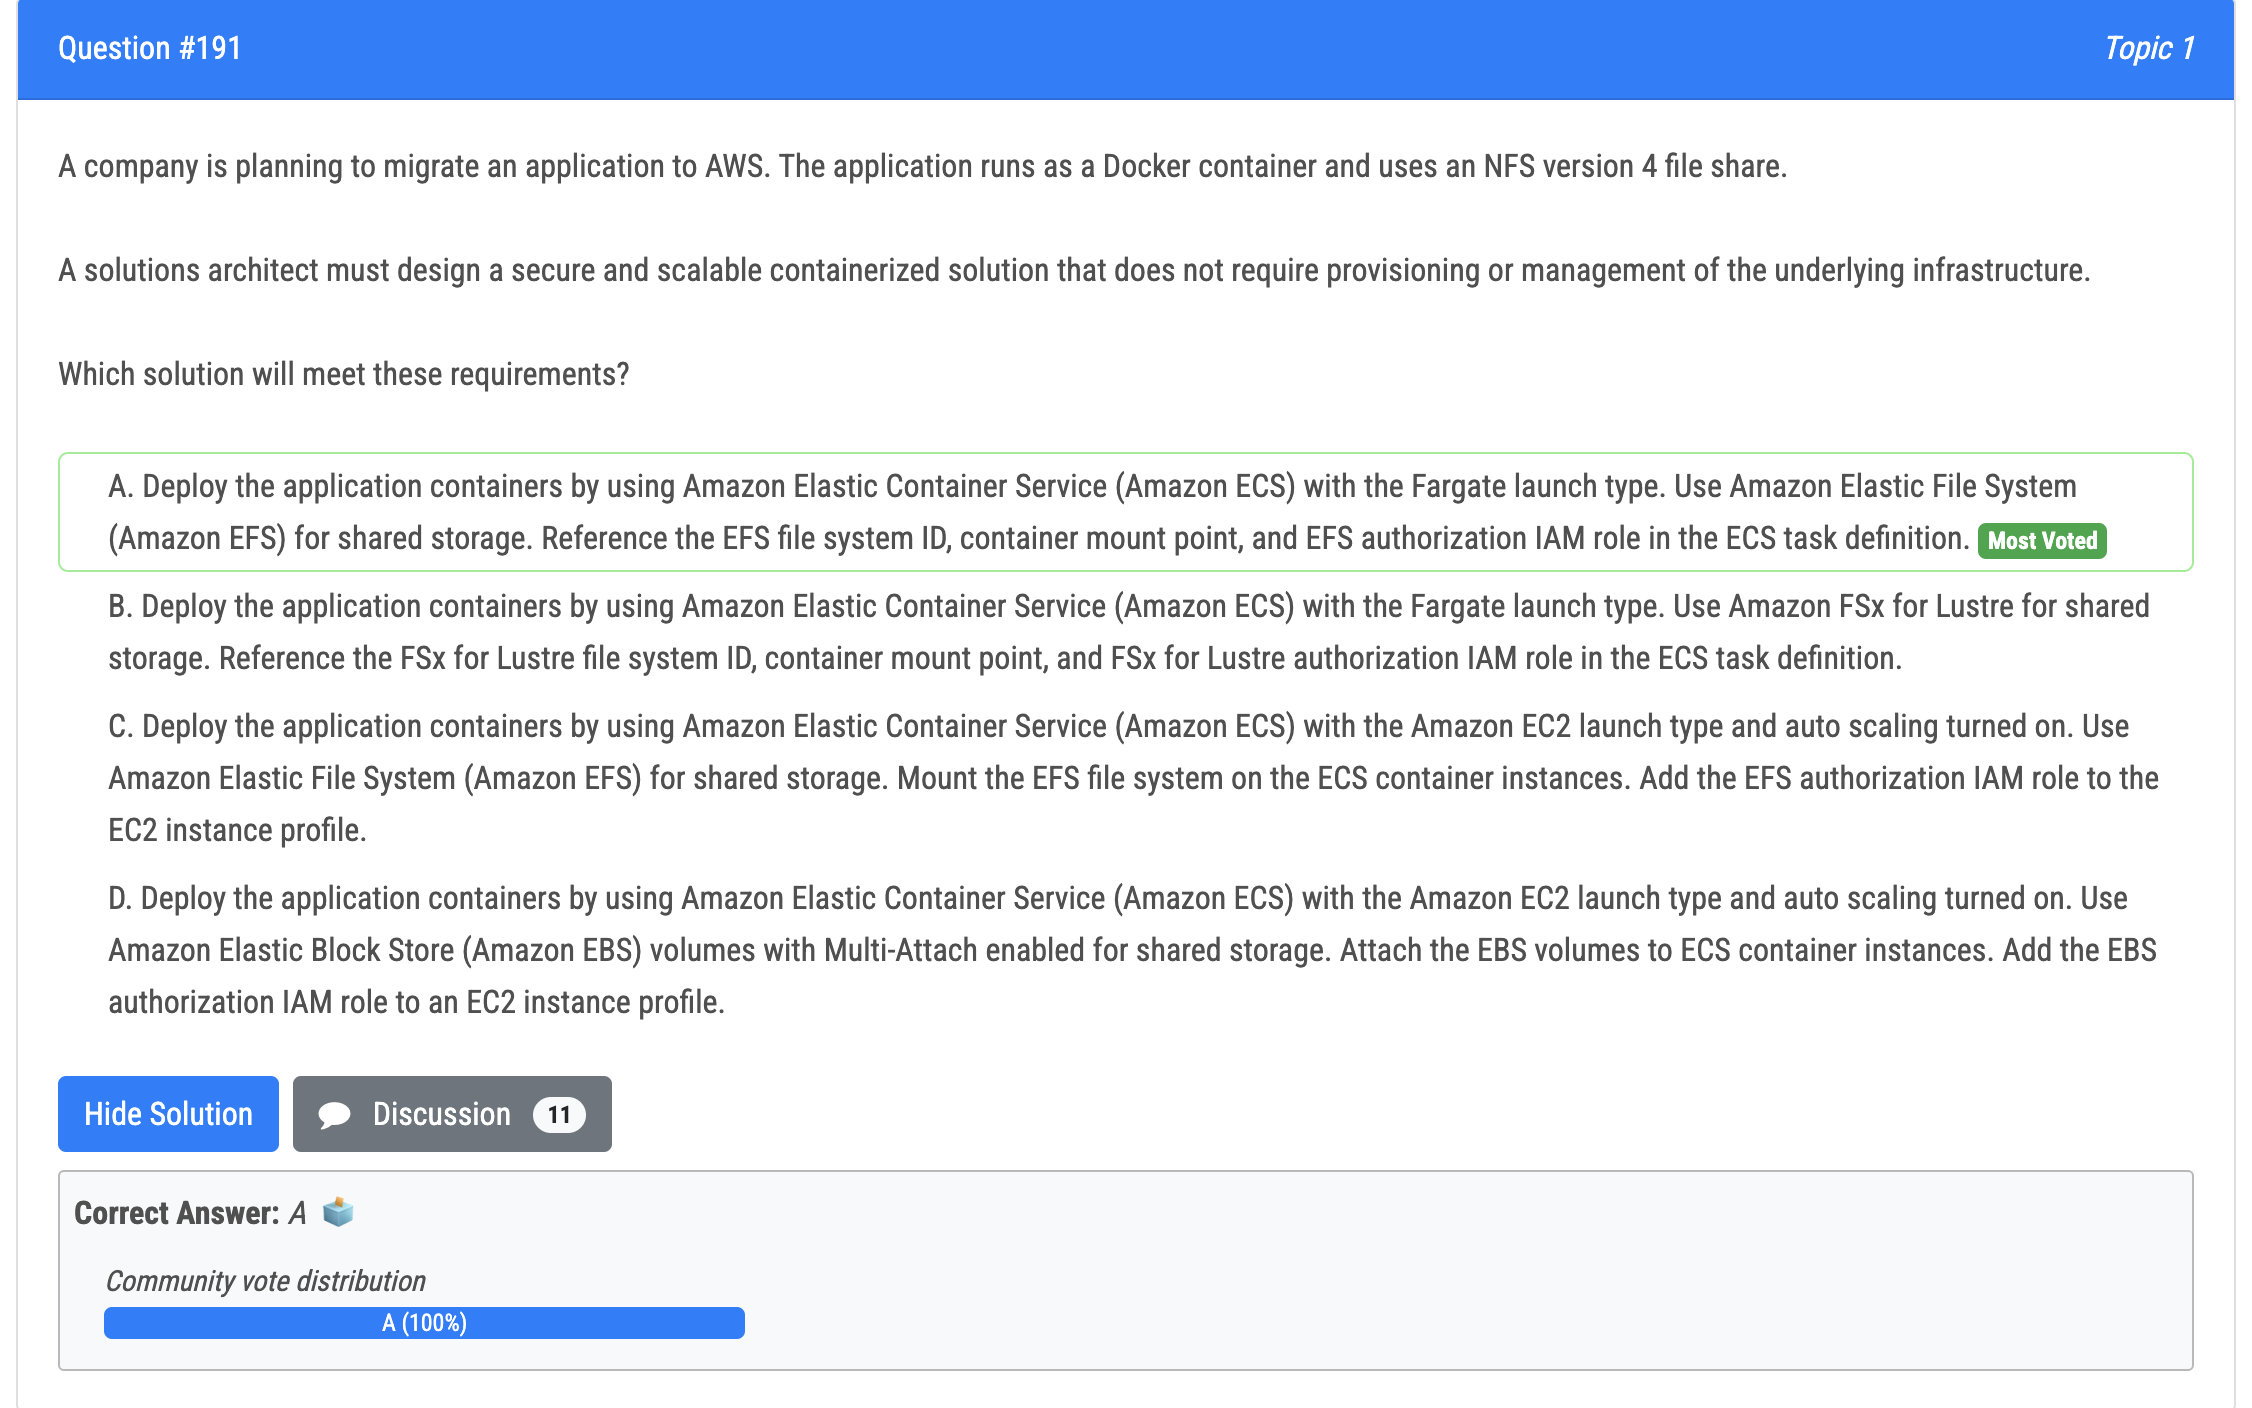 Question #191
Topic 1
A company is planning to migrate an application to AWS. The application runs as a Docker container and uses an NFS version 4 file share.
A solutions architect must design a secure and scalable containerized solution that does not require provisioning or management of the underlying infrastructure.
Which solution will meet these requirements?
A. Deploy the application containers by using Amazon Elastic Container Service (Amazon ECS) with the Fargate launch type. Use Amazon Elastic File System
(Amazon EFS) for shared storage. Reference the EFS file system ID, container mount point, and EFS authorization IAM role in the ECS task definition. Most Voted
B. Deploy the application containers by using Amazon Elastic Container Service (Amazon ECS) with the Fargate launch type. Use Amazon FSx for Lustre for shared
storage. Reference the FSx for Lustre file system ID, container mount point, and FSx for Lustre authorization IAM role in the ECS task definition.
C. Deploy the application containers by using Amazon Elastic Container Service (Amazon ECS) with the Amazon EC2 launch type and auto scaling turned on. Use
Amazon Elastic File System (Amazon EFS) for shared storage. Mount the EFS file system on the ECS container instances. Add the EFS authorization IAM role to the
EC2 instance profile.
D. Deploy the application containers by using Amazon Elastic Container Service (Amazon ECS) with the Amazon EC2 launch type and auto scaling turned on. Use
Amazon Elastic Block Store (Amazon EBS) volumes with Multi-Attach enabled for shared storage. Attach the EBS volumes to ECS container instances. Add the EBS
authorization IAM role to an EC2 instance profile.
Hide Solution
Discussion 11
Correct Answer: A
Community vote distribution
A (100%)